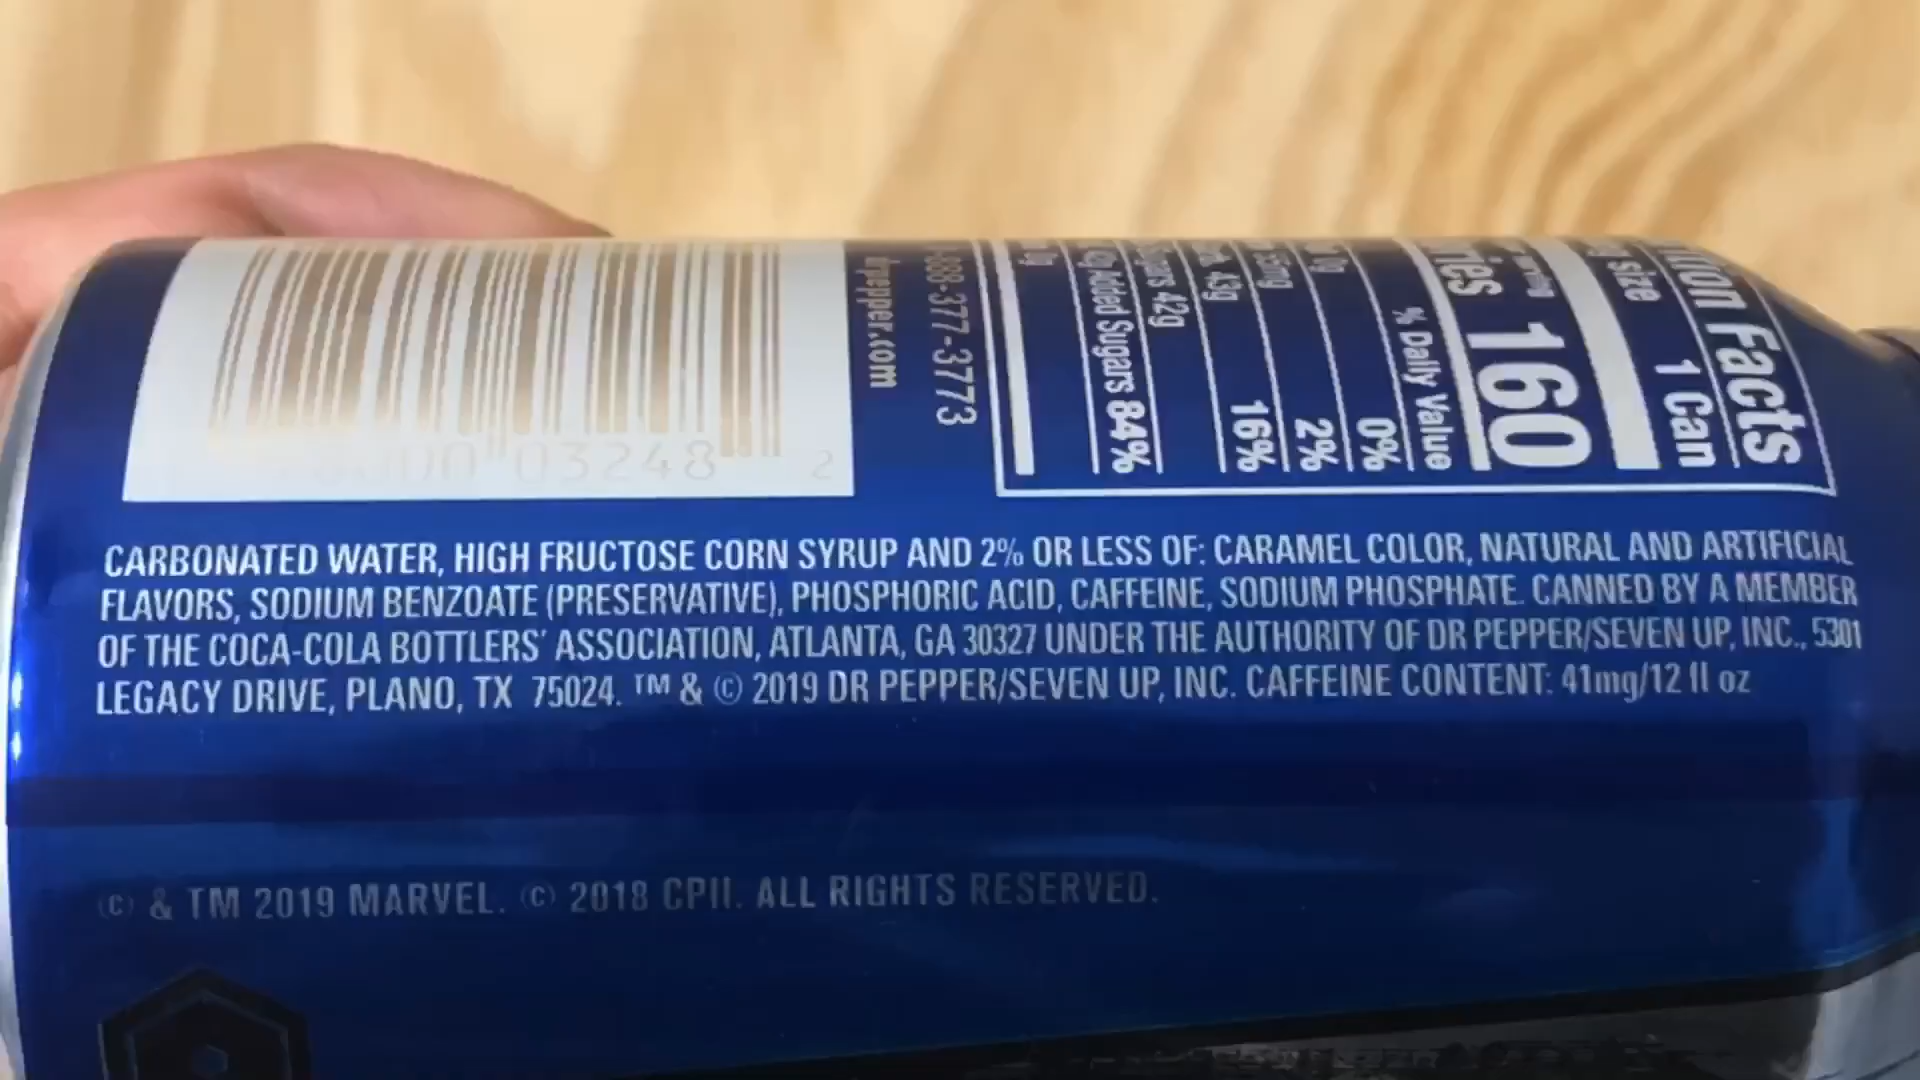 03248
2
drpepper.com
888-377-3773
Facts
size 1 Can
160
% Daily Value
0%
2%
43g 16%
42g
Added Sugars 84%
CARBONATED WATER, HIGH FRUCTOSE CORN SYRUP AND 2% OR LESS OF: CARAMEL COLOR, NATURAL AND ARTIFICIAL
FLAVORS, SODIUM BENZOATE (PRESERVATIVE), PHOSPHORIC ACID, CAFFEINE, SODIUM PHOSPHATE. CANNED BY A MEMBER
OF THE COCA-COLA BOTTLERS' ASSOCIATION, ATLANTA, GA 30327 UNDER THE AUTHORITY OF DR PEPPER/SEVEN UP, INC., 5301
LEGACY DRIVE, PLANO, TX 75024. ™ & © 2019 DR PEPPER/SEVEN UP, INC. CAFFEINE CONTENT: 41mg/12 fl oz
© & TM 2019 MARVEL. © 2018 CPII. ALL RIGHTS RESERVED.